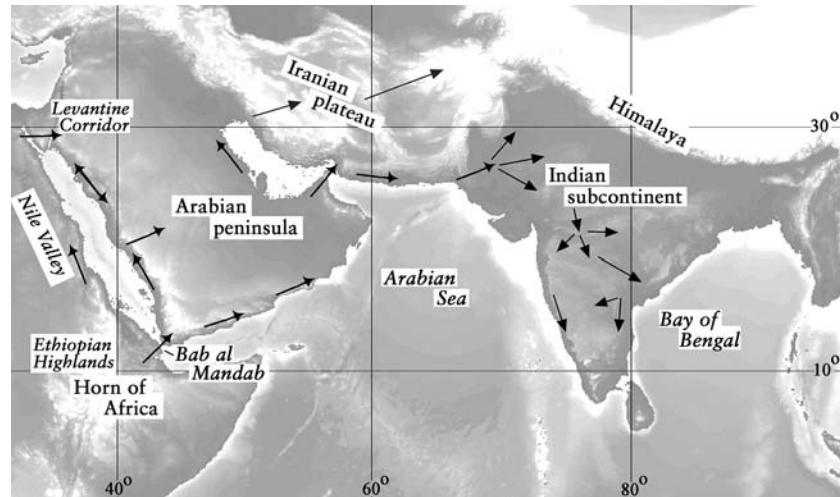 Iranian
plateau
Levantine
Corridor
Himalaya
30°
Indian
subcontinent
Nile Valley
Arabian
peninsula
Arabian
Sea
Bay of
Bengal
Ethiopian
Highlands
Bab al
Mandab
Horn of
Africa
10°
40°
60°
80°